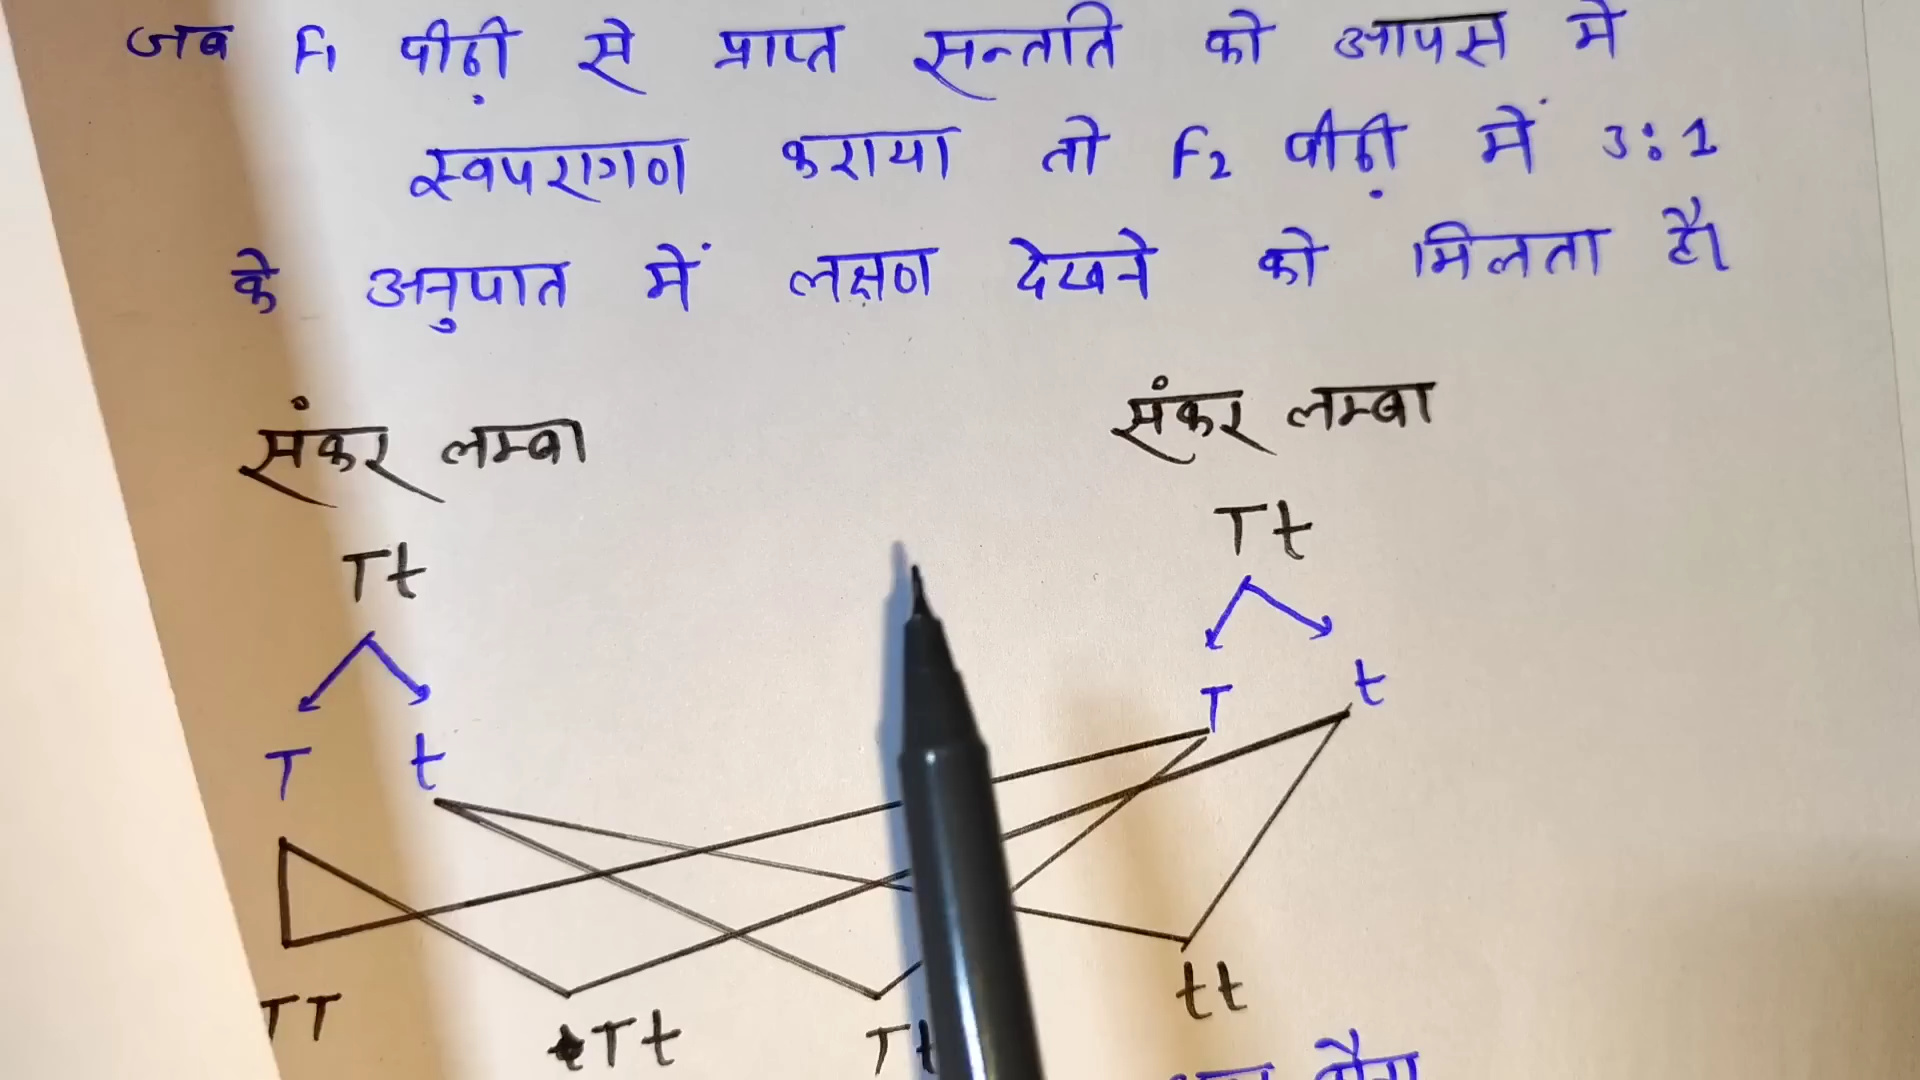 जब F1 पीढ़ी से प्राप्त सन्तति को आपस मे
स्वपरागण कराया तो F2 पीढ़ी में 3:1
के अनुपात में लक्षण देखने को मिलता है।
संकर लम्बा संकर लम्बा
Tt Tt
T t T t
TT Tt Tt tt
बौना